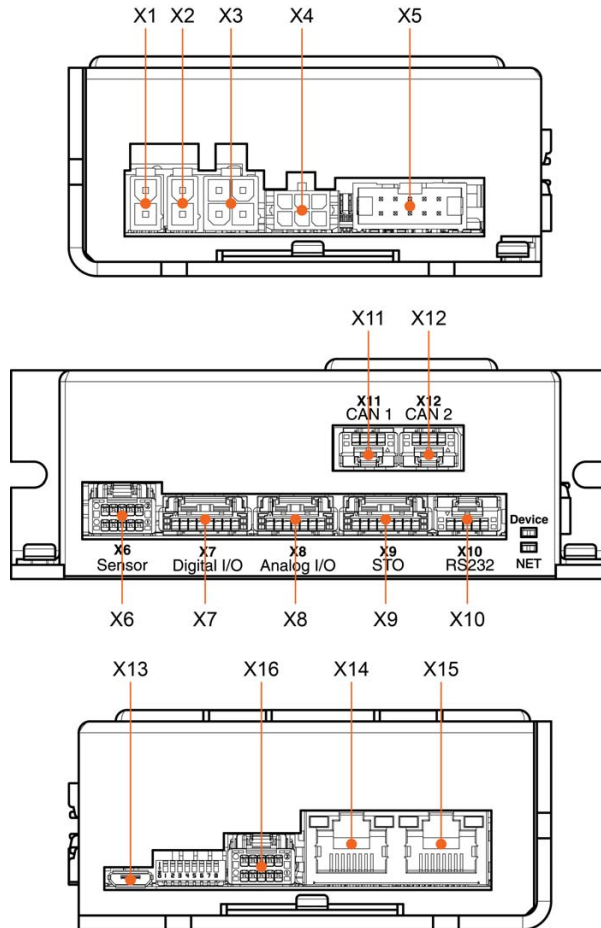 X1 X2 X3 X4 X5
X11 X12
X11 X12
CAN 1 CAN 2
Device
X6 X7 X8 X9 X10
Sensor Digital I/O Analog I/O STO RS232 NET
X6 X7 X8 X9 X10
X13 X16 X14 X15